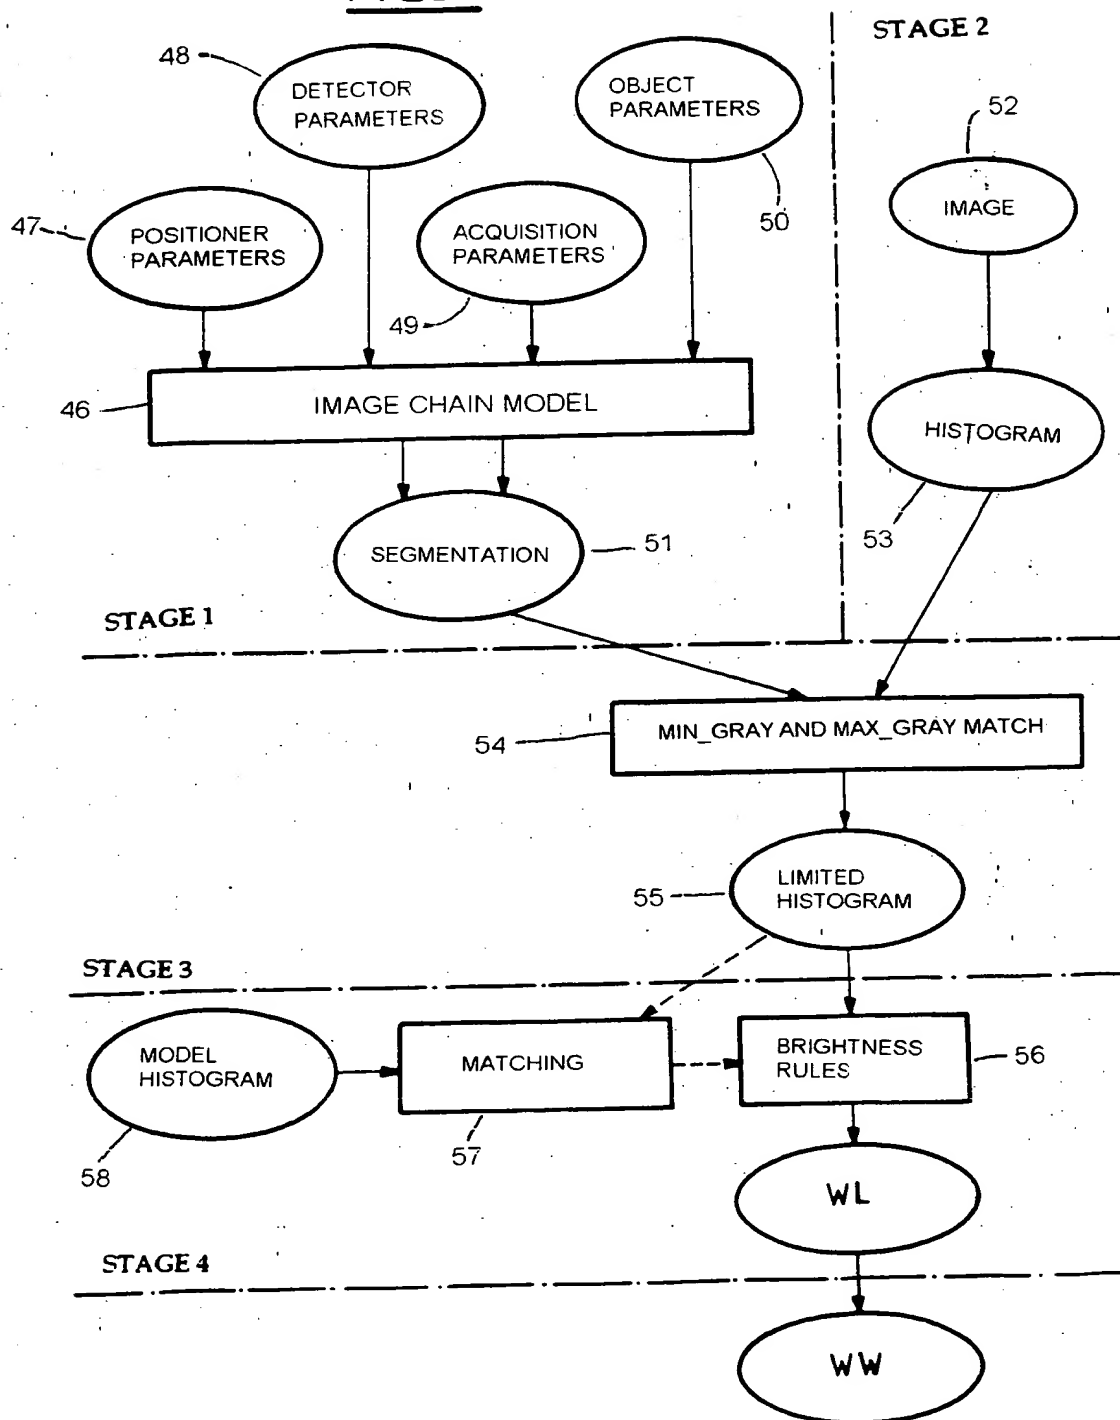 STAGE 2
48
DETECTOR
PARAMETERS
OBJECT
PARAMETERS
52
IMAGE
50
47
POSITIONER
PARAMETERS
ACQUISITION
PARAMETERS
49
46
IMAGE CHAIN MODEL
HISTOGRAM
53
SEGMENTATION
51
STAGE 1
54
MIN_GRAY AND MAX_GRAY MATCH
55
LIMITED
HISTOGRAM
STAGE 3
MODEL
HISTOGRAM
MATCHING
BRIGHTNESS
RULES
56
57
58
WL
STAGE 4
WW